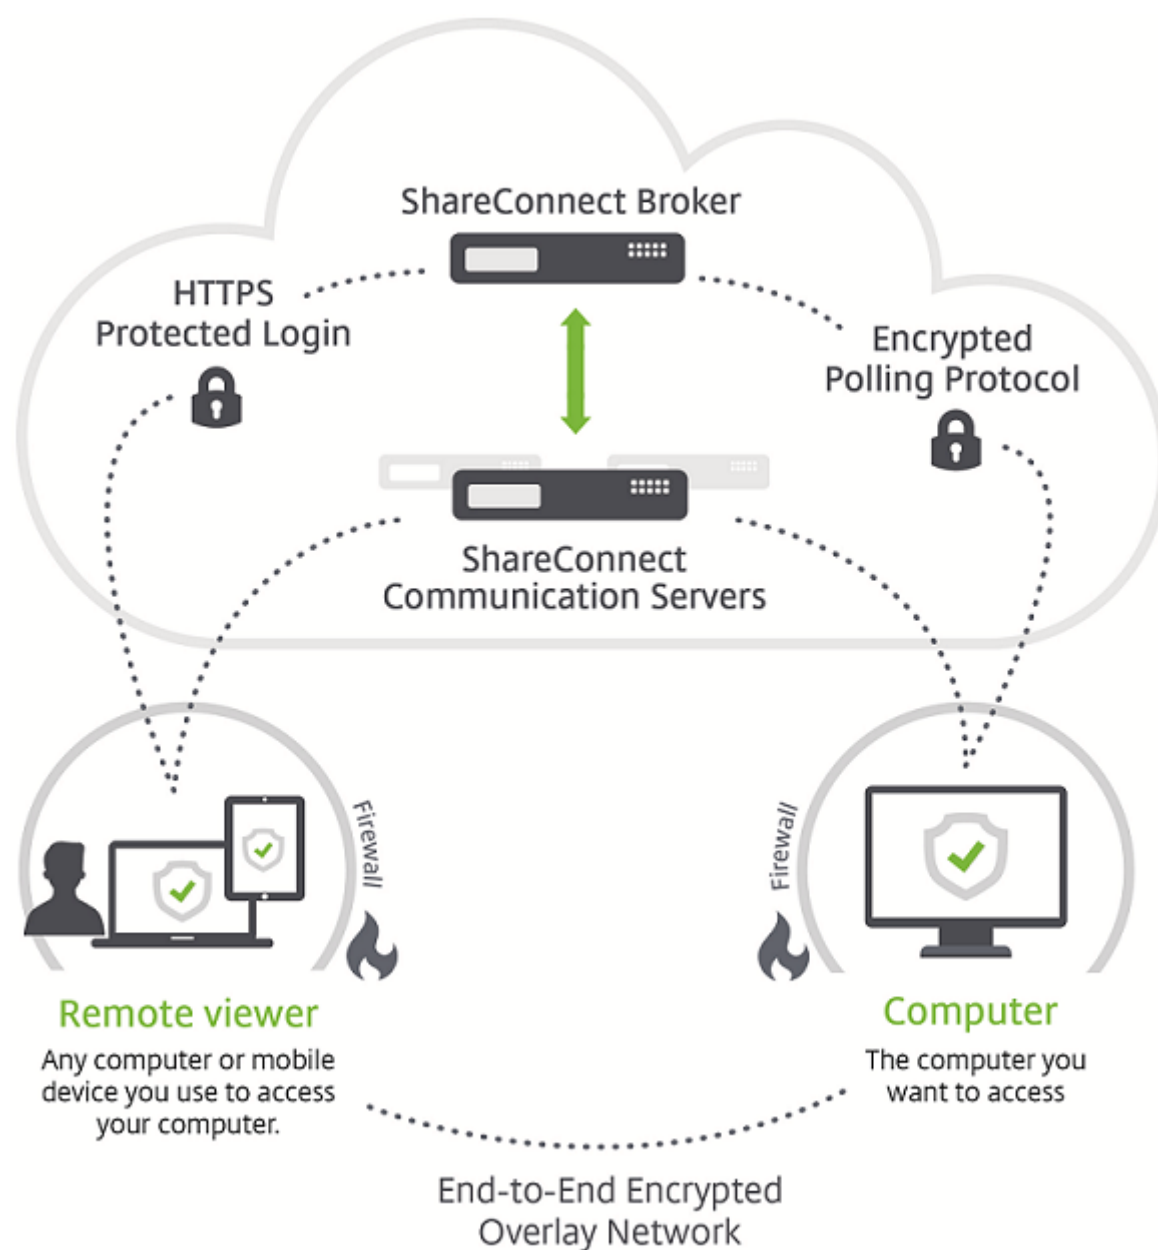 ShareConnect Broker
HTTPS
Protected Login
Encrypted
Polling Protocol
ShareConnect
Communication Servers
Firewall
Firewall
Remote viewer
Any computer or mobile
device you use to access
your computer.
Computer
The computer you
want to access
End-to-End Encrypted
Overlay Network